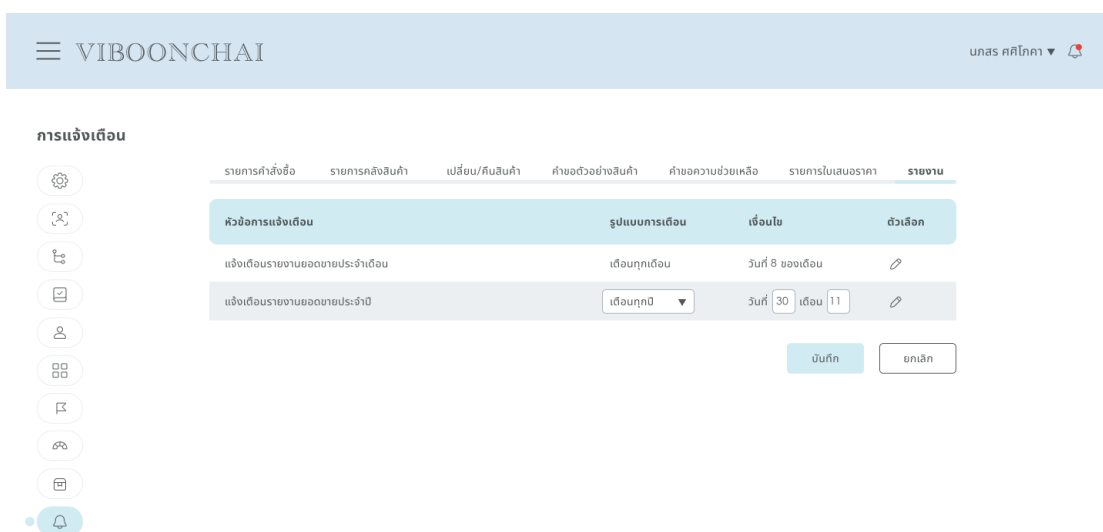 VIBOONCHAI
นภสร ศศิโภคา ▼
การแจ้งเตือน
รายการคำสั่งซื้อ รายการคลังสินค้า เปลี่ยน/คืนสินค้า คำขอตัวอย่างสินค้า คำขอความช่วยเหลือ รายการใบเสนอราคา รายงาน
หัวข้อการแจ้งเตือน รูปแบบการเตือน เงื่อนไข ตัวเลือก
แจ้งเตือนรายงานยอดขายประจำเดือน เตือนทุกเดือน วันที่ 8 ของเดือน
แจ้งเตือนรายงานยอดขายประจำปี เตือนทุกปี ▼ วันที่ 30 เดือน 11
บันทึก ยกเลิก